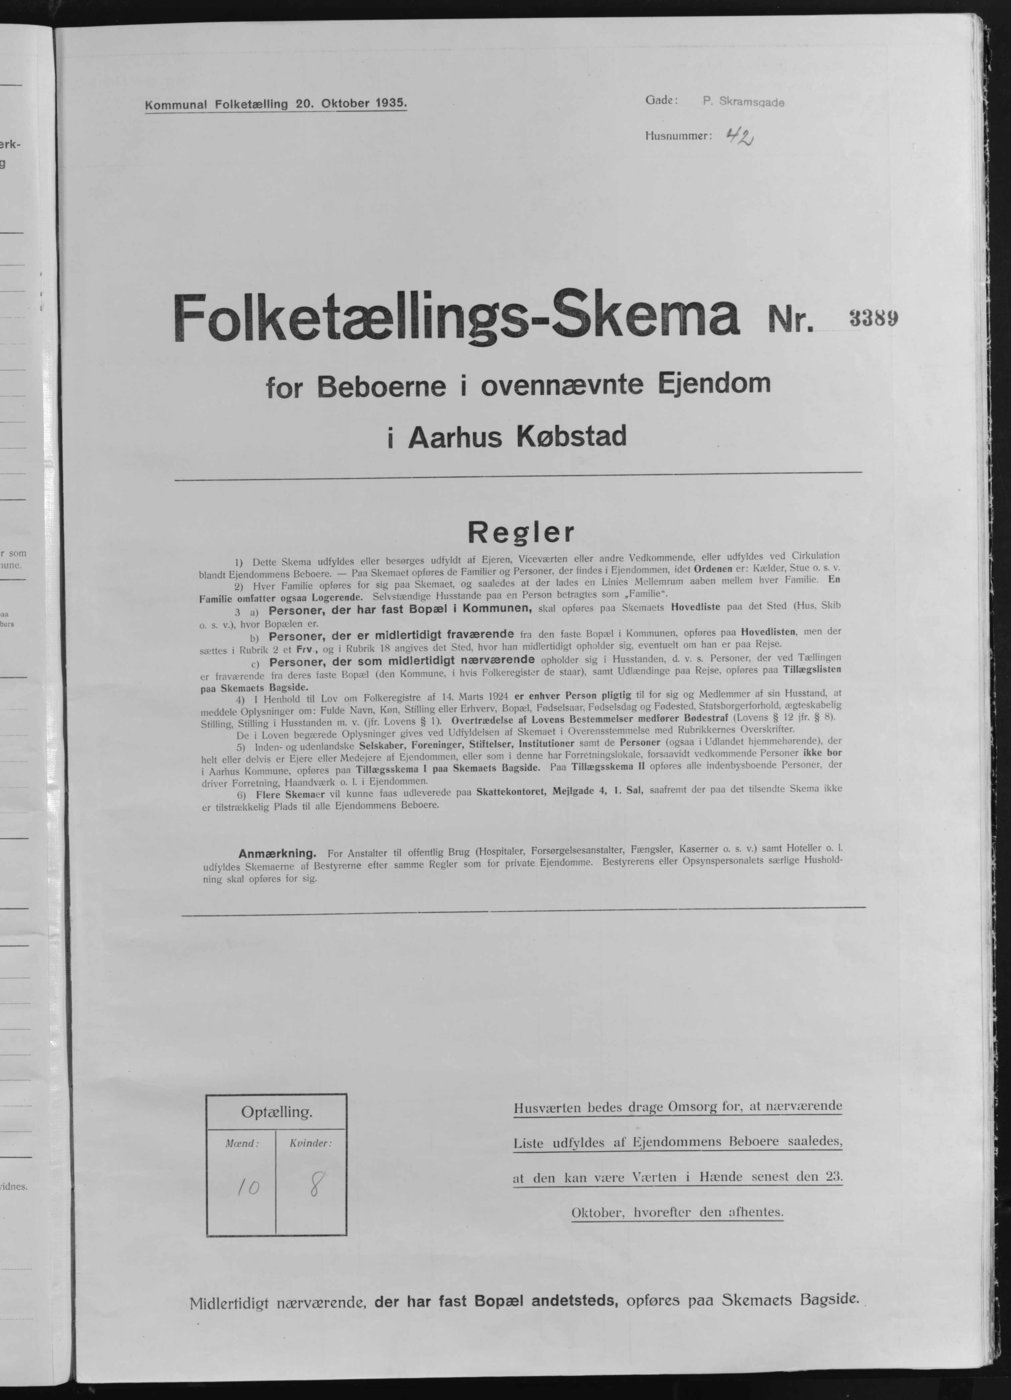 Kommunal Folketælling 20. Oktober 1935.
Gade: P. Skramsgade
Husnummer: 42
Folketællings-Skema Nr. 3389
for Beboerne i ovennævnte Ejendom
i Aarhus Købstad
Regler
1) Dette Skema udfyldes eller besørges udfyldt af Ejeren, Viceværten eller andre Vedkommende, eller udfyldes ved Cirkulation
blandt Ejendommens Beboere. — Paa Skemaet opføres de Familier og Personer, der findes i Ejendommen, idet Ordenen er: Kælder, Stue o. s. v.
2) Hver Familie opføres for sig paa Skemaet, og saaledes at der lades en Linies Mellemrum aaben mellem hver Familie. En
Familie omfatter ogsaa Logerende. Selvstændige Husstande paa en Person betragtes som „Familie“.
3 a) Personer, der har fast Bopæl i Kommunen, skal opføres paa Skemaets Hovedliste paa det Sted (Hus, Skib
o. s. v.), hvor Bopælen er.
b) Personer, der er midlertidigt fraværende fra den faste Bopæl i Kommunen, opføres paa Hovedlisten, men der
sættes i Rubrik 2 et Frv., og i Rubrik 18 angives det Sted, hvor han midlertidigt opholder sig, eventuelt om han er paa Rejse.
c) Personer, der som midlertidigt nærværende opholder sig i Husstanden, d. v. s. Personer, der ved Tællingen
er fraværende fra deres faste Bopæl (den Kommune, i hvis Folkeregister de staar), samt Udlændinge paa Rejse, opføres paa Tillægslisten
paa Skemaets Bagside.
4) I Henhold til Lov om Folkeregistre af 14. Marts 1924 er enhver Person pligtig til for sig og Medlemmer af sin Husstand, at
meddele Oplysninger om: Fulde Navn, Køn, Stilling eller Erhverv, Bopæl, Fødselsaar, Fødselsdag og Fødested, Statsborgerforhold, ægteskabelig
Stilling, Stilling i Husstanden m. v. (jfr. Lovens § 1). Overtrædelse af Lovens Bestemmelser medfører Bødestraf (Lovens § 12 jfr. § 8).
De i Loven begærede Oplysninger gives ved Udfyldelsen af Skemaet i Overensstemmelse med Rubrikkernes Overskrifter.
5) Inden- og udenlandske Selskaber, Foreninger, Stiftelser, Institutioner samt de Personer (ogsaa i Udlandet hjemmehørende), der
helt eller delvis er Ejere eller Medejere af Ejendommen, eller som i denne har Forretningslokale, forsaavidt vedkommende Personer ikke bor
i Aarhus Kommune, opføres paa Tillægsskema I paa Skemaets Bagside. Paa Tillægsskema II opføres alle indenbysboende Personer, der
driver Forretning, Haandværk o. l. i Ejendommen.
6) Flere Skemaer vil kunne faas udleverede paa Skattekontoret, Mejlgade 4, 1. Sal, saafremt der paa det tilsendte Skema ikke
er tilstrækkelig Plads til alle Ejendommens Beboere.
Anmærkning. For Anstalter til offentlig Brug (Hospitaler, Forsørgelsesanstalter, Fængsler, Kaserner o. s. v.) samt Hoteller o. l.
udfyldes Skemaerne af Bestyrerne efter samme Regler som for private Ejendomme. Bestyrerens eller Opsynspersonalets særlige Hushold-
ning skal opføres for sig.
Optælling.
Mænd: Kvinder:
10 8
Husværten bedes drage Omsorg for, at nærværende
Liste udfyldes af Ejendommens Beboere saaledes,
at den kan være Værten i Hænde senest den 23.
Oktober, hvorefter den afhentes.
Midlertidigt nærværende, der har fast Bopæl andetsteds, opføres paa Skemaets Bagside.